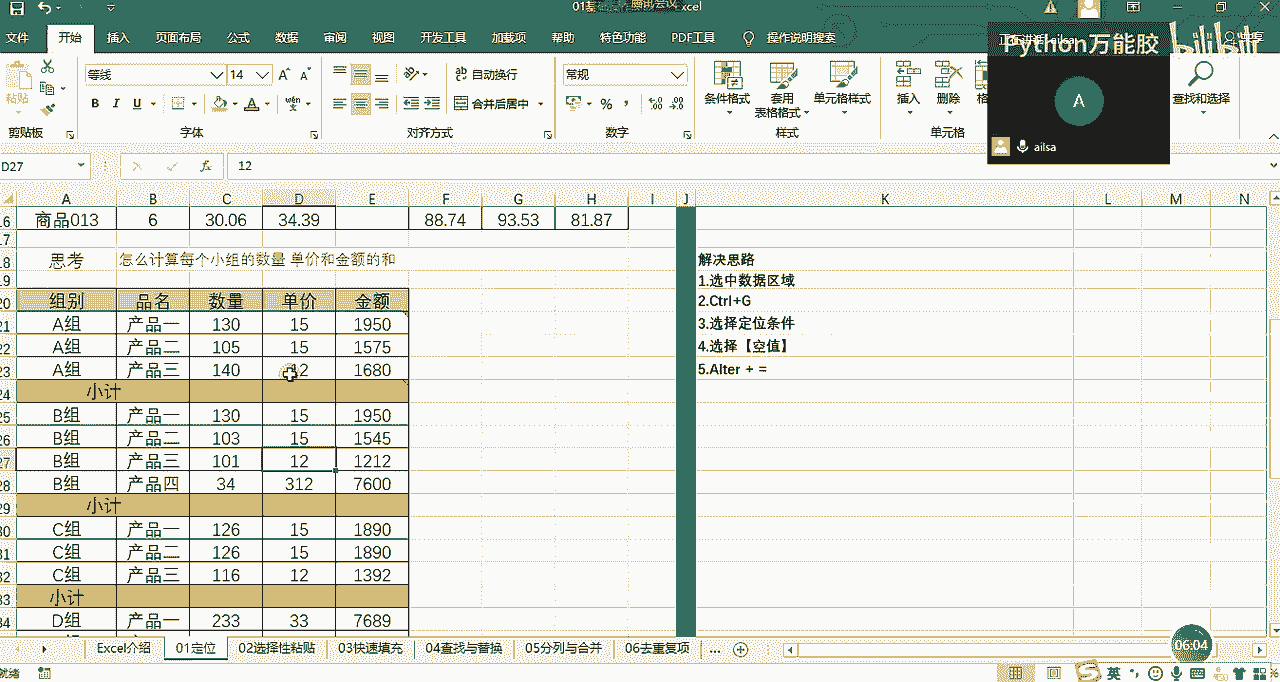 文件 开始 插入 页面布局 公式 数据 审阅 视图 开发工具 加载项 帮助 特色功能 PDF工具 操作说明搜索
Python万能胶 bilibili
A
ailsa
粘贴 等线 14 自动换行 常规 条件格式 套用 单元格样式 插入 删除 查找和选择
B I U 合并后居中 % 表格格式
剪贴板 字体 对齐方式 数字 样式 单元格
D27 fx 12
A B C D E F G H I J K L M N
16 商品013 6 30.06 34.39 88.74 93.53 81.87
17
18 思考 怎么计算每个小组的数量 单价和金额的和 解决思路
19 1.选中数据区域
20 组别 品名 数量 单价 金额 2.Ctrl+G
21 A组 产品一 130 15 1950 3.选择定位条件
22 A组 产品二 105 15 1575 4.选择【空值】
23 A组 产品三 140 12 1680 5.Alter + =
24 小计
25 B组 产品一 130 15 1950
26 B组 产品二 103 15 1545
27 B组 产品三 101 12 1212
28 B组 产品四 34 312 7600
29 小计
30 C组 产品一 126 15 1890
31 C组 产品二 126 15 1890
32 C组 产品三 116 12 1392
33 小计
34 D组 产品一 233 33 7689
Excel介绍 01定位 02选择性粘贴 03快速填充 04查找与替换 05分列与合并 06去重复项 ...
06:04
就绪 英